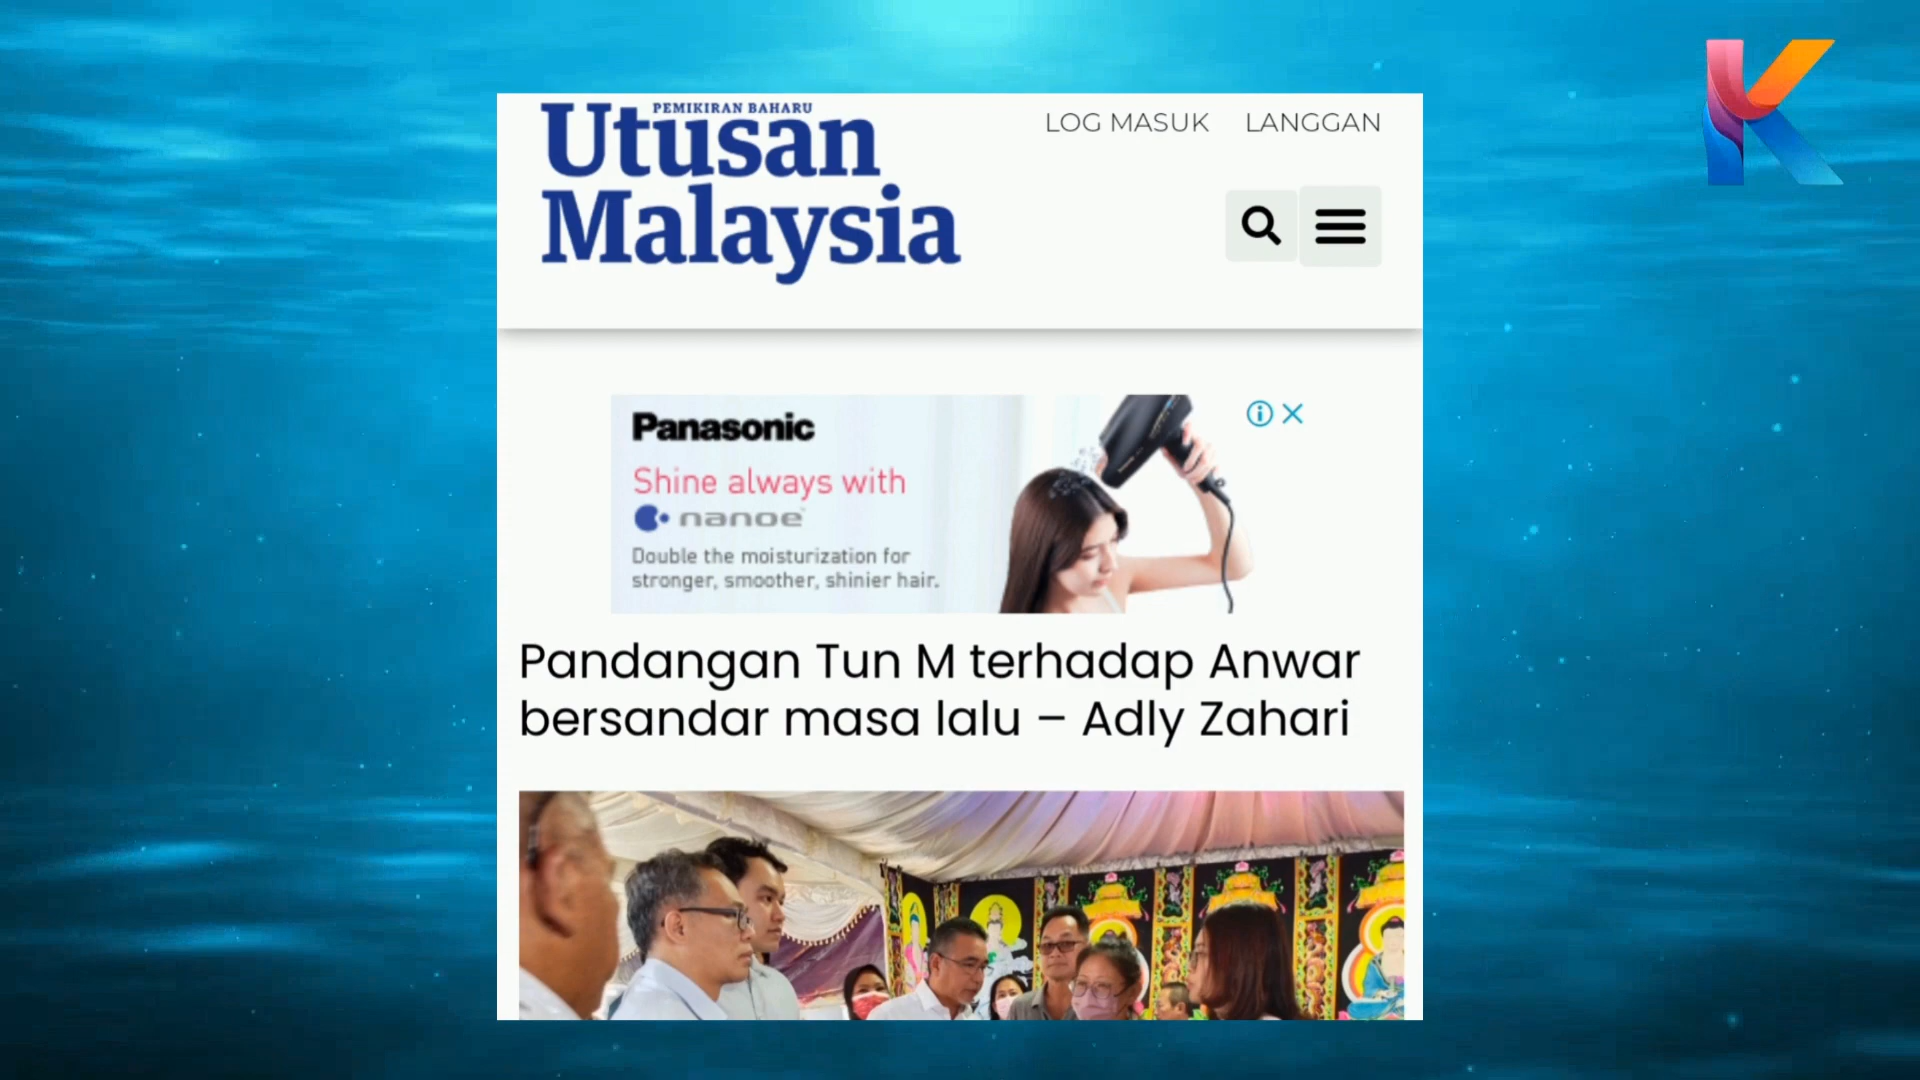 PEMIKIRAN BAHARU
Utusan
Malaysia
LOG MASUK LANGGAN
Panasonic
Shine always with
nanoe
Double the moisturization for
stronger, smoother, shinier hair.
Pandangan Tun M terhadap Anwar
bersandar masa lalu – Adly Zahari
K